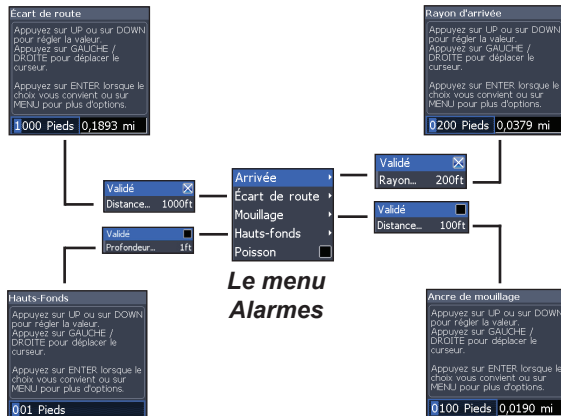 Écart de route
Appuyez sur UP ou sur DOWN
pour régler la valeur.
Appuyez sur GAUCHE /
DROITE pour déplacer le
curseur.
Appuyez sur ENTER lorsque le
choix vous convient ou sur
MENU pour plus d'options.
1000 Pieds 0,1893 mi
Rayon d'arrivée
Appuyez sur UP ou sur DOWN
pour régler la valeur.
Appuyez sur GAUCHE /
DROITE pour déplacer le
curseur.
Appuyez sur ENTER lorsque le
choix vous convient ou sur
MENU pour plus d'options.
0200 Pieds 0,0379 mi
Validé
Distance... 1000ft
Validé
Profondeur... 1ft
Arrivée
Écart de route
Mouillage
Hauts-fonds
Poisson
Validé
Rayon... 200ft
Validé
Distance... 100ft
Le menu
Alarmes
Hauts-Fonds
Appuyez sur UP ou sur DOWN
pour régler la valeur.
Appuyez sur GAUCHE /
DROITE pour déplacer le
curseur.
Appuyez sur ENTER lorsque le
choix vous convient ou sur
MENU pour plus d'options.
001 Pieds
Ancre de mouillage
Appuyez sur UP ou sur DOWN
pour régler la valeur.
Appuyez sur GAUCHE /
DROITE pour déplacer le
curseur.
Appuyez sur ENTER lorsque le
choix vous convient ou sur
MENU pour plus d'options.
0100 Pieds 0,0190 mi